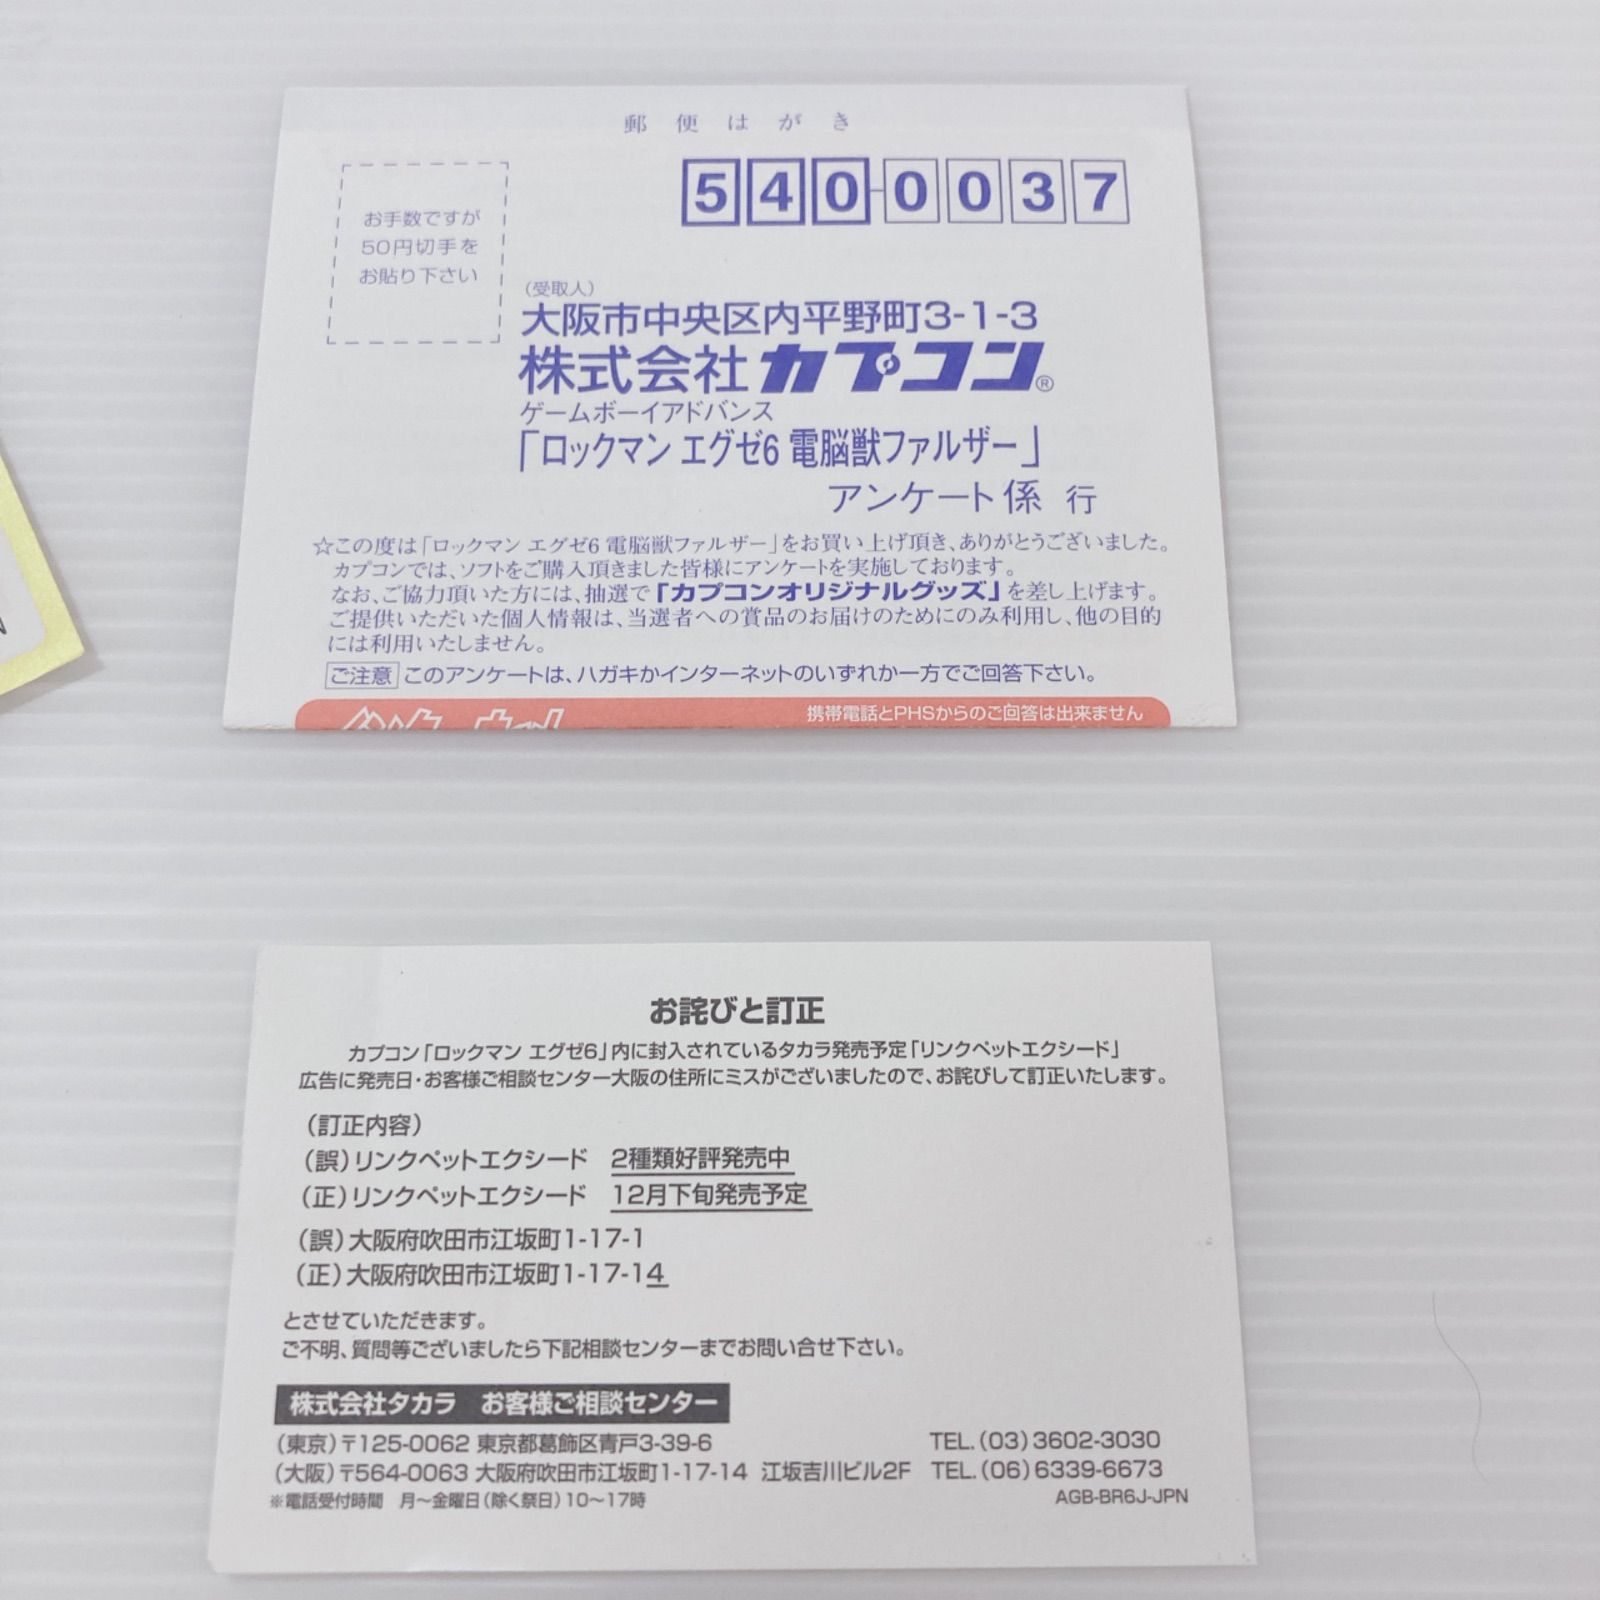 郵便はがき
540-0037
お手数ですが
50円切手を
お貼り下さい
（受取人）
大阪市中央区内平野町3-1-3
株式会社カプコン®
ゲームボーイアドバンス
「ロックマン エグゼ6 電脳獣ファルザー」
アンケート係 行
☆この度は「ロックマン エグゼ6 電脳獣ファルザー」をお買い上げ頂き、ありがとうございました。
カプコンでは、ソフトをご購入頂きました皆様にアンケートを実施しております。
なお、ご協力頂いた方には、抽選で「カプコンオリジナルグッズ」を差し上げます。
ご提供いただいた個人情報は、当選者への賞品のお届けのためにのみ利用し、他の目的
には利用いたしません。
ご注意 このアンケートは、ハガキかインターネットのいずれか一方でご回答下さい。
携帯電話とPHSからのご回答は出来ません
お詫びと訂正
カプコン「ロックマン エグゼ6」内に封入されているタカラ発売予定「リンクペットエクシード」
広告に発売日・お客様ご相談センター大阪の住所にミスがございましたので、お詫びして訂正いたします。
（訂正内容）
（誤）リンクペットエクシード 2種類好評発売中
（正）リンクペットエクシード 12月下旬発売予定
（誤）大阪府吹田市江坂町1-17-1
（正）大阪府吹田市江坂町1-17-14
とさせていただきます。
ご不明、質問等ございましたら下記相談センターまでお問い合せ下さい。
株式会社タカラ お客様ご相談センター
（東京）〒125-0062 東京都葛飾区青戸3-39-6 TEL.(03)3602-3030
（大阪）〒564-0063 大阪府吹田市江坂町1-17-14 江坂吉川ビル2F TEL.(06)6339-6673
※電話受付時間 月〜金曜日（除く祭日）10〜17時
AGB-BR6J-JPN